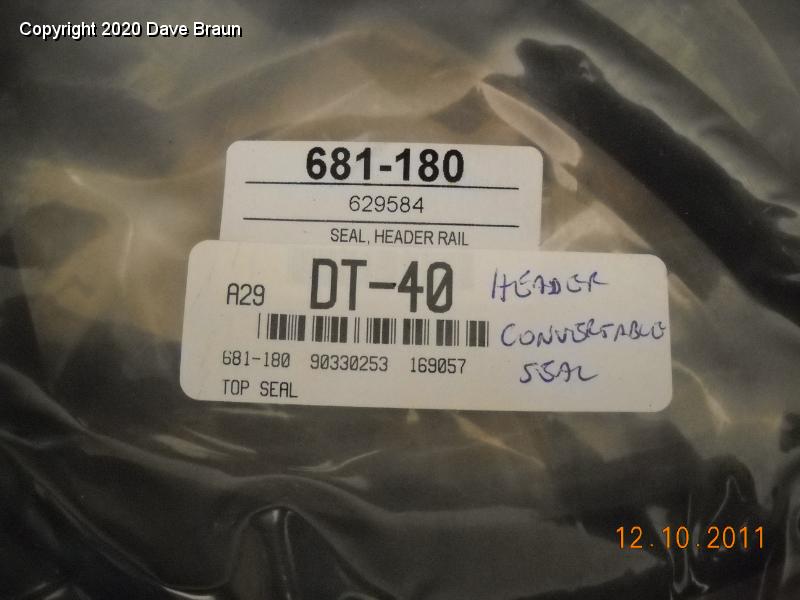 Copyright 2020 Dave Braun
681-180
629584
SEAL, HEADER RAIL
A29 DT-40
681-180 90330253 169057
TOP SEAL
HEADER
CONVERTABLE
SEAL
12.10.2011